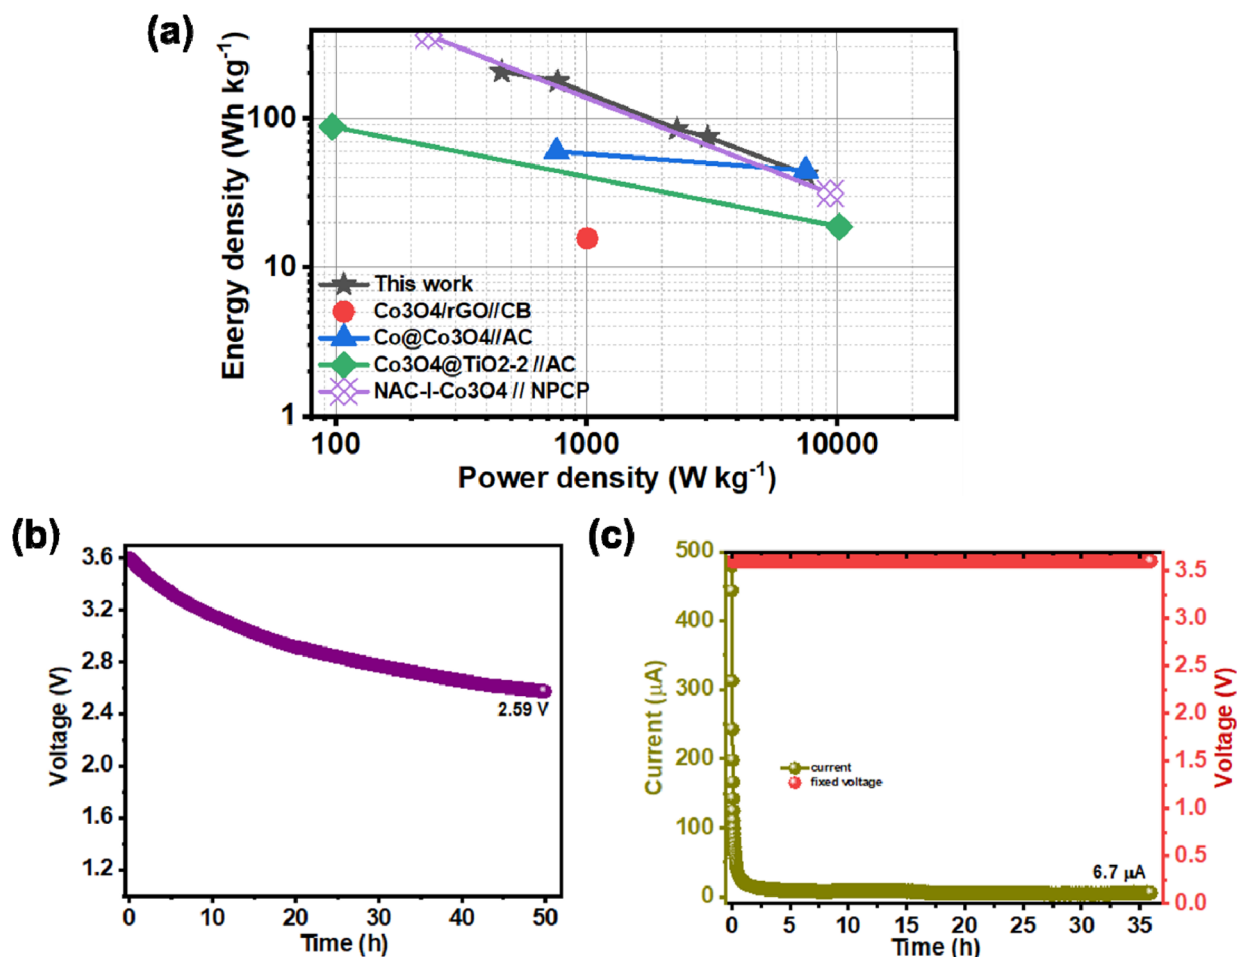 (a)
Energy density (Wh kg⁻¹)
100
10
1
This work
Co3O4/rGO//CB
Co@Co3O4//AC
Co3O4@TiO2-2 //AC
NAC-I-Co3O4 // NPCP
100 1000 10000
Power density (W kg⁻¹)
(b)
Voltage (V)
3.6
3.2
2.8
2.4
2.0
1.6
1.2
2.59 V
0 10 20 30 40 50
Time (h)
(c)
Current (μA)
500
400
300
200
100
0
current
fixed voltage
6.7 μA
3.5
3.0
2.5
2.0
1.5
1.0
0.5
0.0
Voltage (V)
0 5 10 15 20 25 30 35
Time (h)